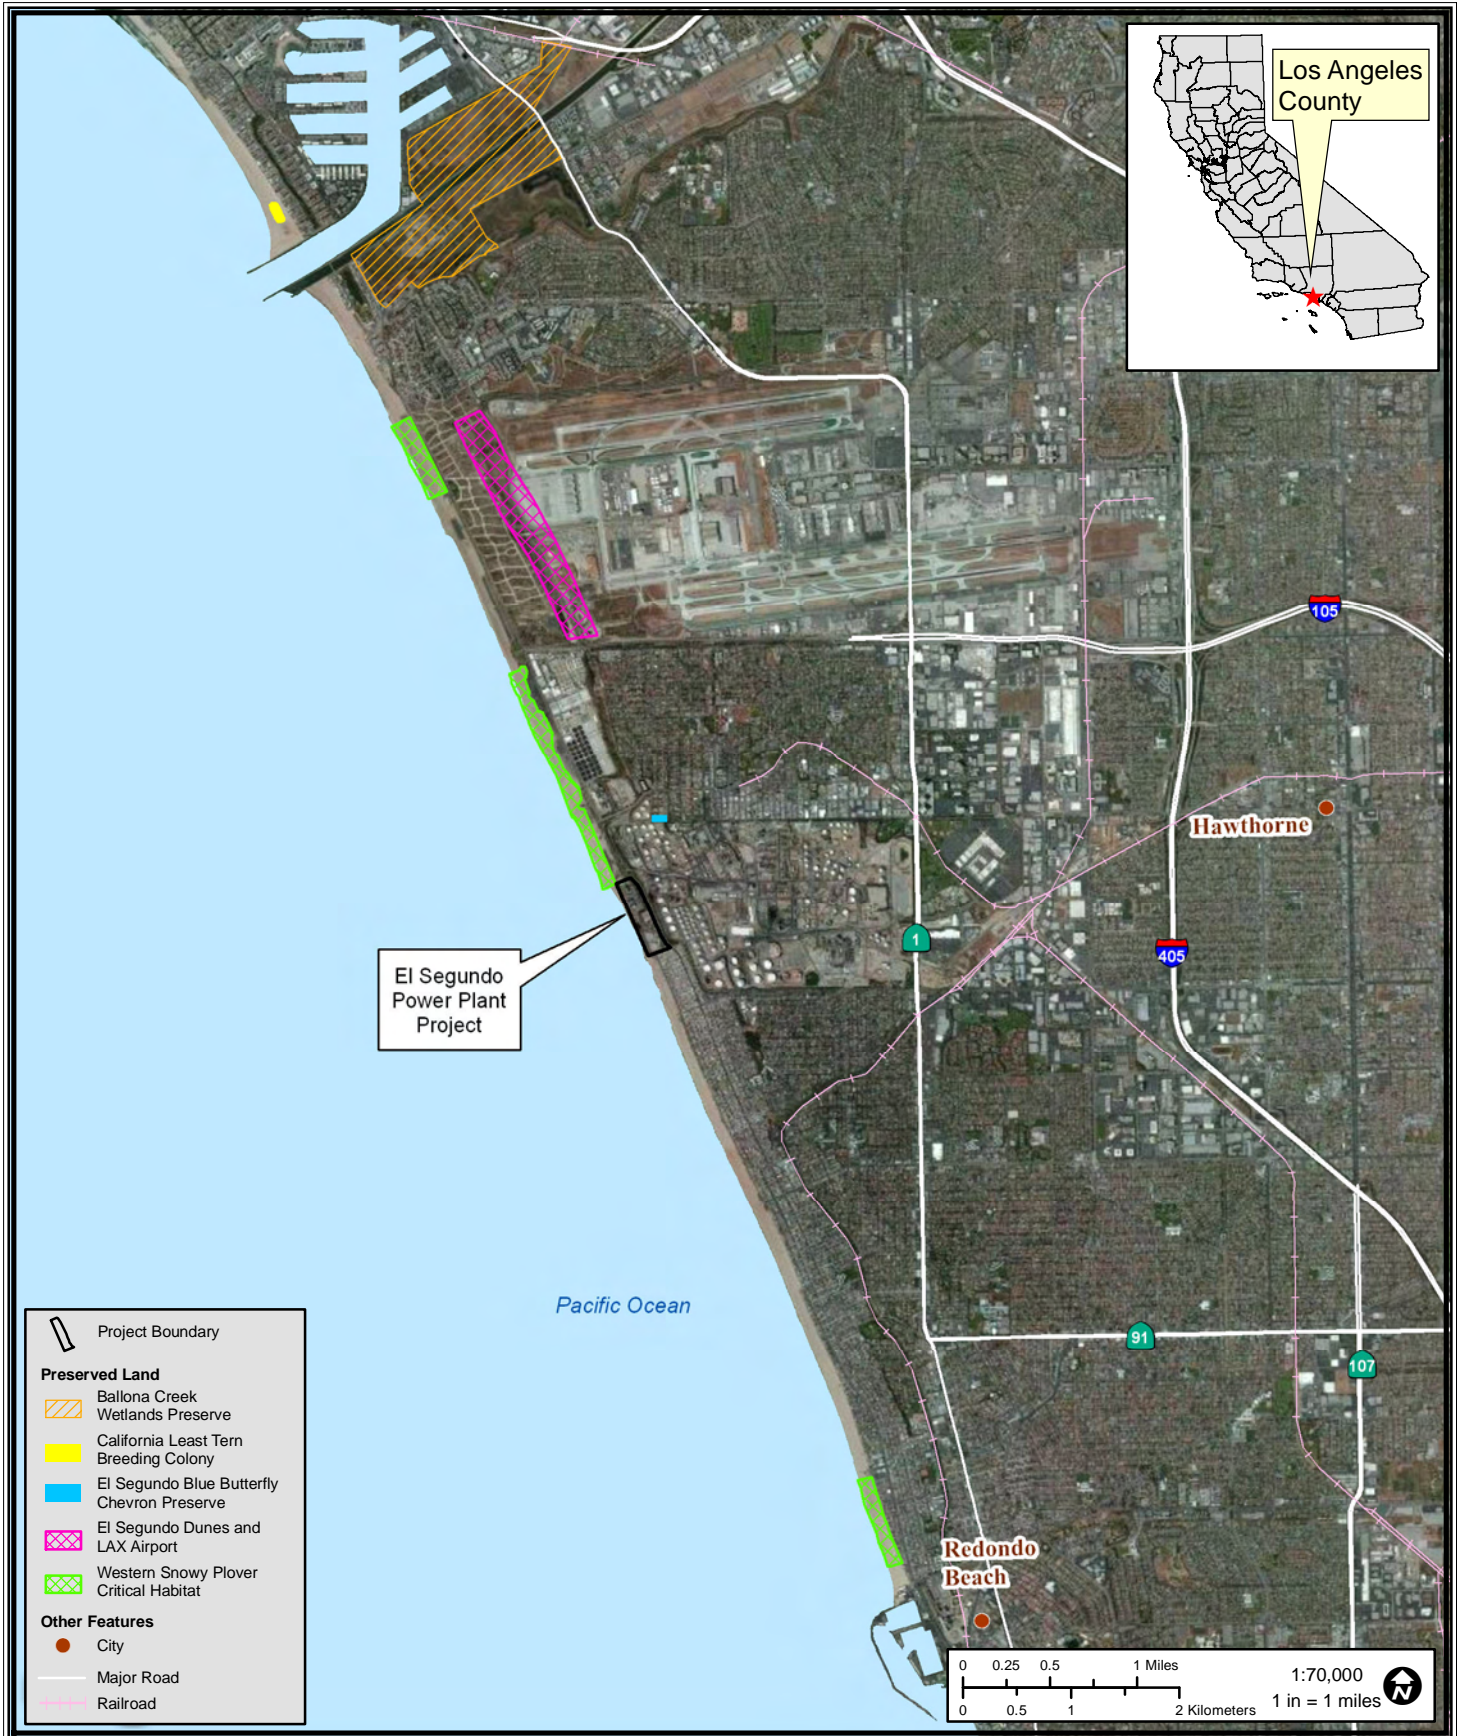 Los Angeles
County
105
Hawthorne
1
405
El Segundo
Power Plant
Project
Pacific Ocean
91
107
Redondo
Beach
Project Boundary
Preserved Land
Ballona Creek
Wetlands Preserve
California Least Tern
Breeding Colony
El Segundo Blue Butterfly
Chevron Preserve
El Segundo Dunes and
LAX Airport
Western Snowy Plover
Critical Habitat
Other Features
City
Major Road
Railroad
0 0.25 0.5 1 Miles
0 0.5 1 2 Kilometers
1:70,000
1 in = 1 miles
N